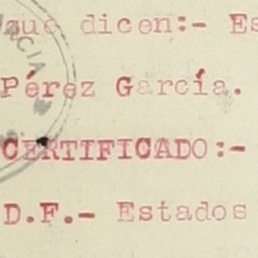 que dicen:- Es
Pérez García.
CERTIFICADO:-
D.F.- Estados